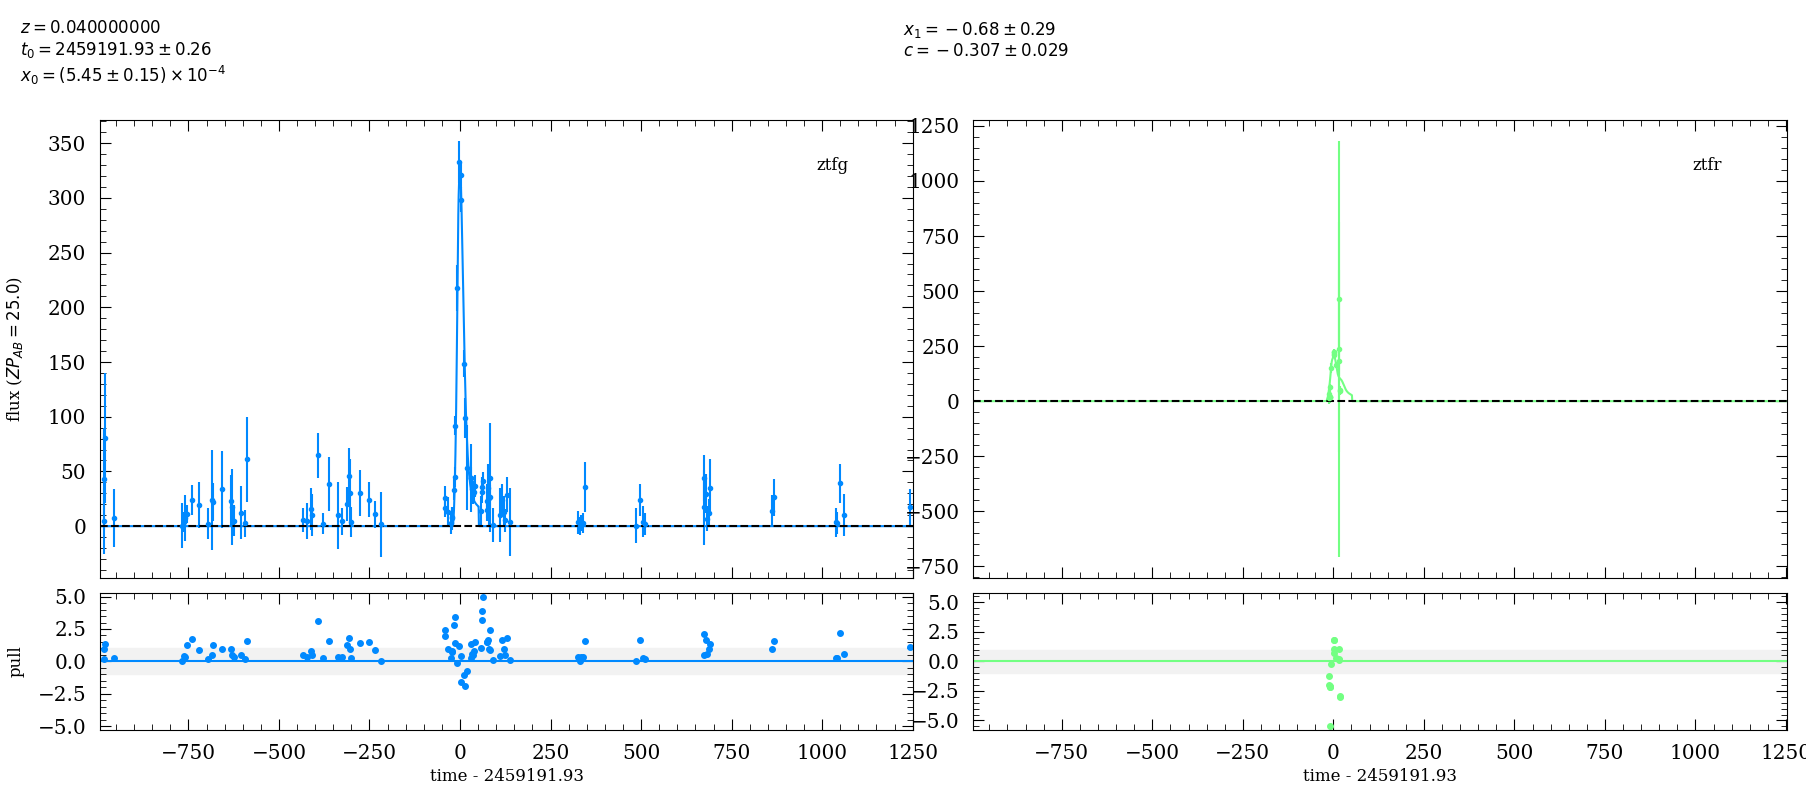 z = 0.040000000
t0 = 2459191.93 ± 0.26
x0 = (5.45 ± 0.15) × 10^−4
x1 = −0.68 ± 0.29
c = −0.307 ± 0.029
ztfg
350
300
250
200
150
100
50
0
flux (ZP_AB = 25.0)
ztfr
1250
1000
750
500
250
0
−250
−500
−750
5.0
2.5
0.0
−2.5
−5.0
pull
−750 −500 −250 0 250 500 750 1000 1250
time - 2459191.93
5.0
2.5
0.0
−2.5
−5.0
−750 −500 −250 0 250 500 750 1000 1250
time - 2459191.93